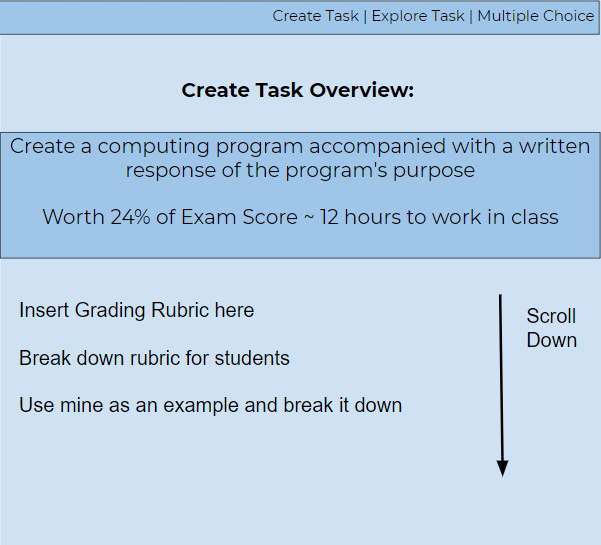 Create Task | Explore Task | Multiple Choice
Create Task Overview:
Create a computing program accompanied with a written
response of the program's purpose
Worth 24% of Exam Score ~ 12 hours to work in class
Insert Grading Rubric here
Break down rubric for students
Use mine as an example and break it down
Scroll
Down